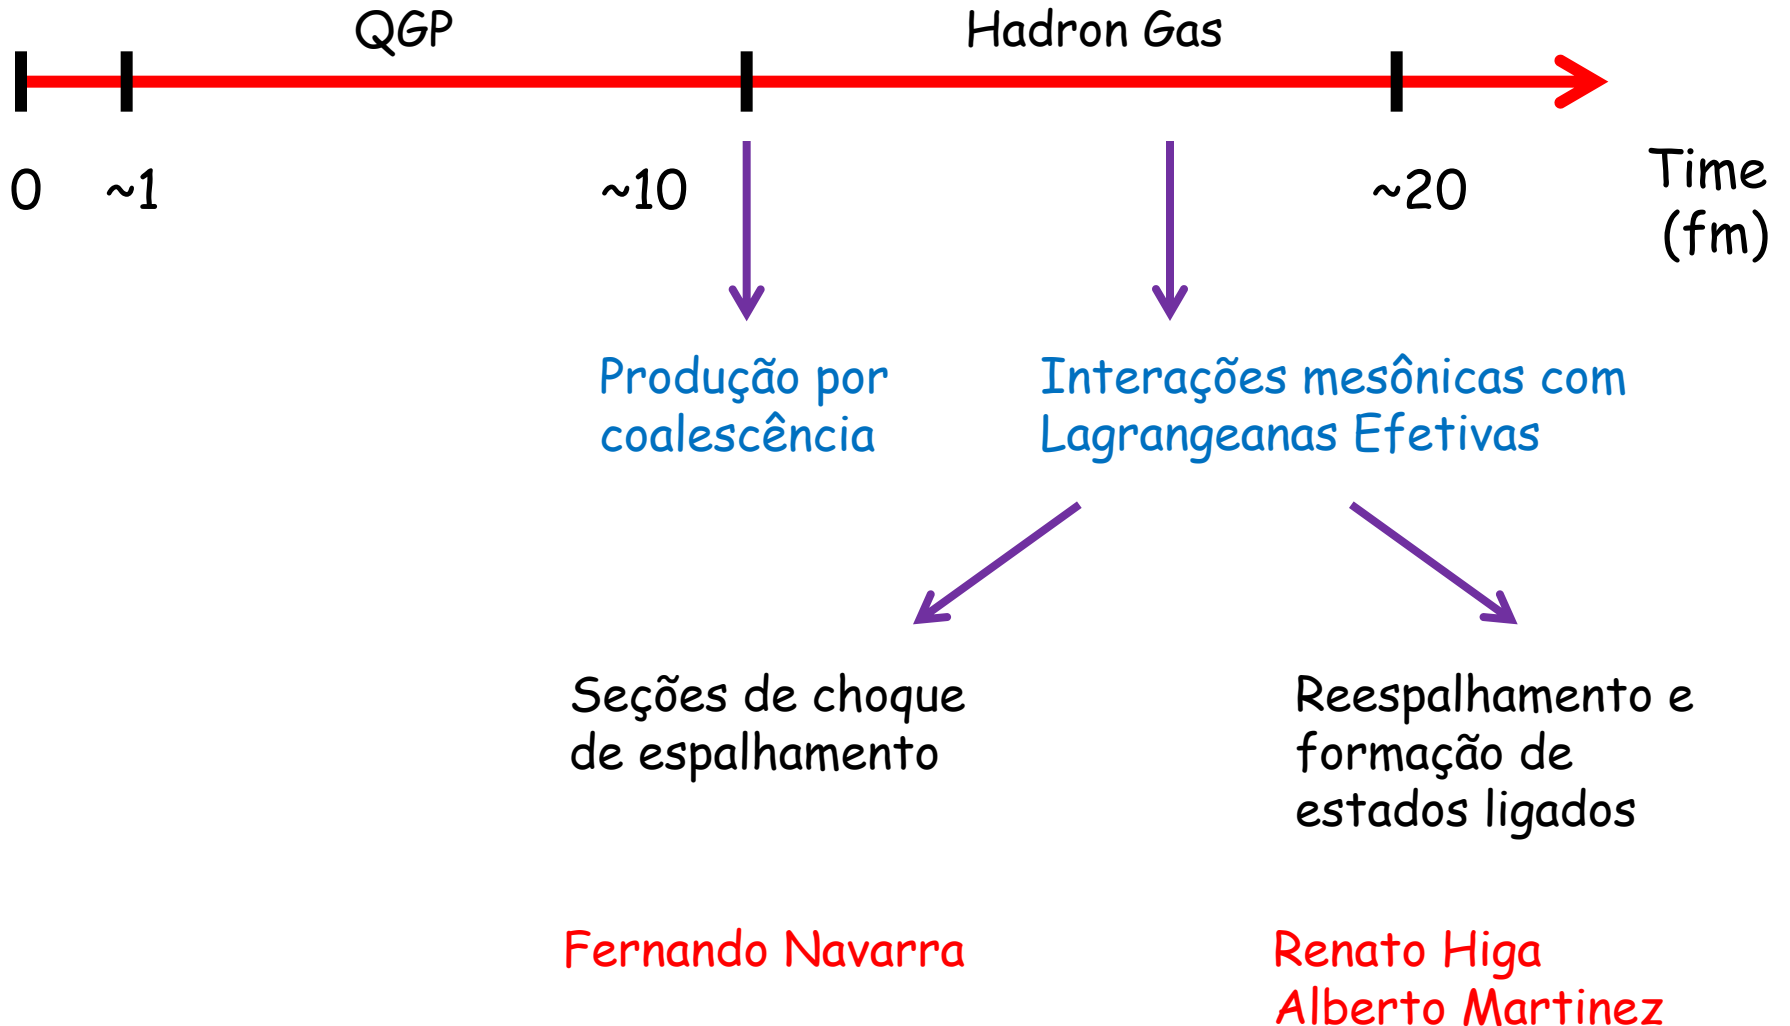 QGP
Hadron Gas
0
~1
~10
~20
Time
(fm)
Produção por
coalescência
Interações mesônicas com
Lagrangeanas Efetivas
Seções de choque
de espalhamento
Reespalhamento e
formação de
estados ligados
Fernando Navarra
Renato Higa
Alberto Martinez